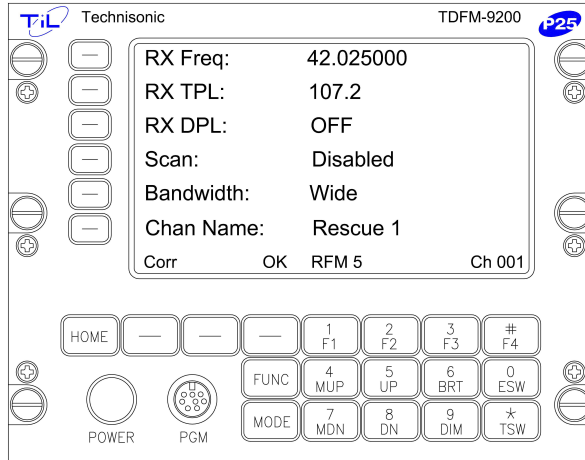 TiL Technisonic TDFM-9200 P25
RX Freq: 42.025000
RX TPL: 107.2
RX DPL: OFF
Scan: Disabled
Bandwidth: Wide
Chan Name: Rescue 1
Corr OK RFM 5 Ch 001
HOME 1 F1 2 F2 3 F3 # F4
FUNC 4 MUP 5 UP 6 BRT 0 ESW
MODE 7 MDN 8 DN 9 DIM * TSW
POWER PGM